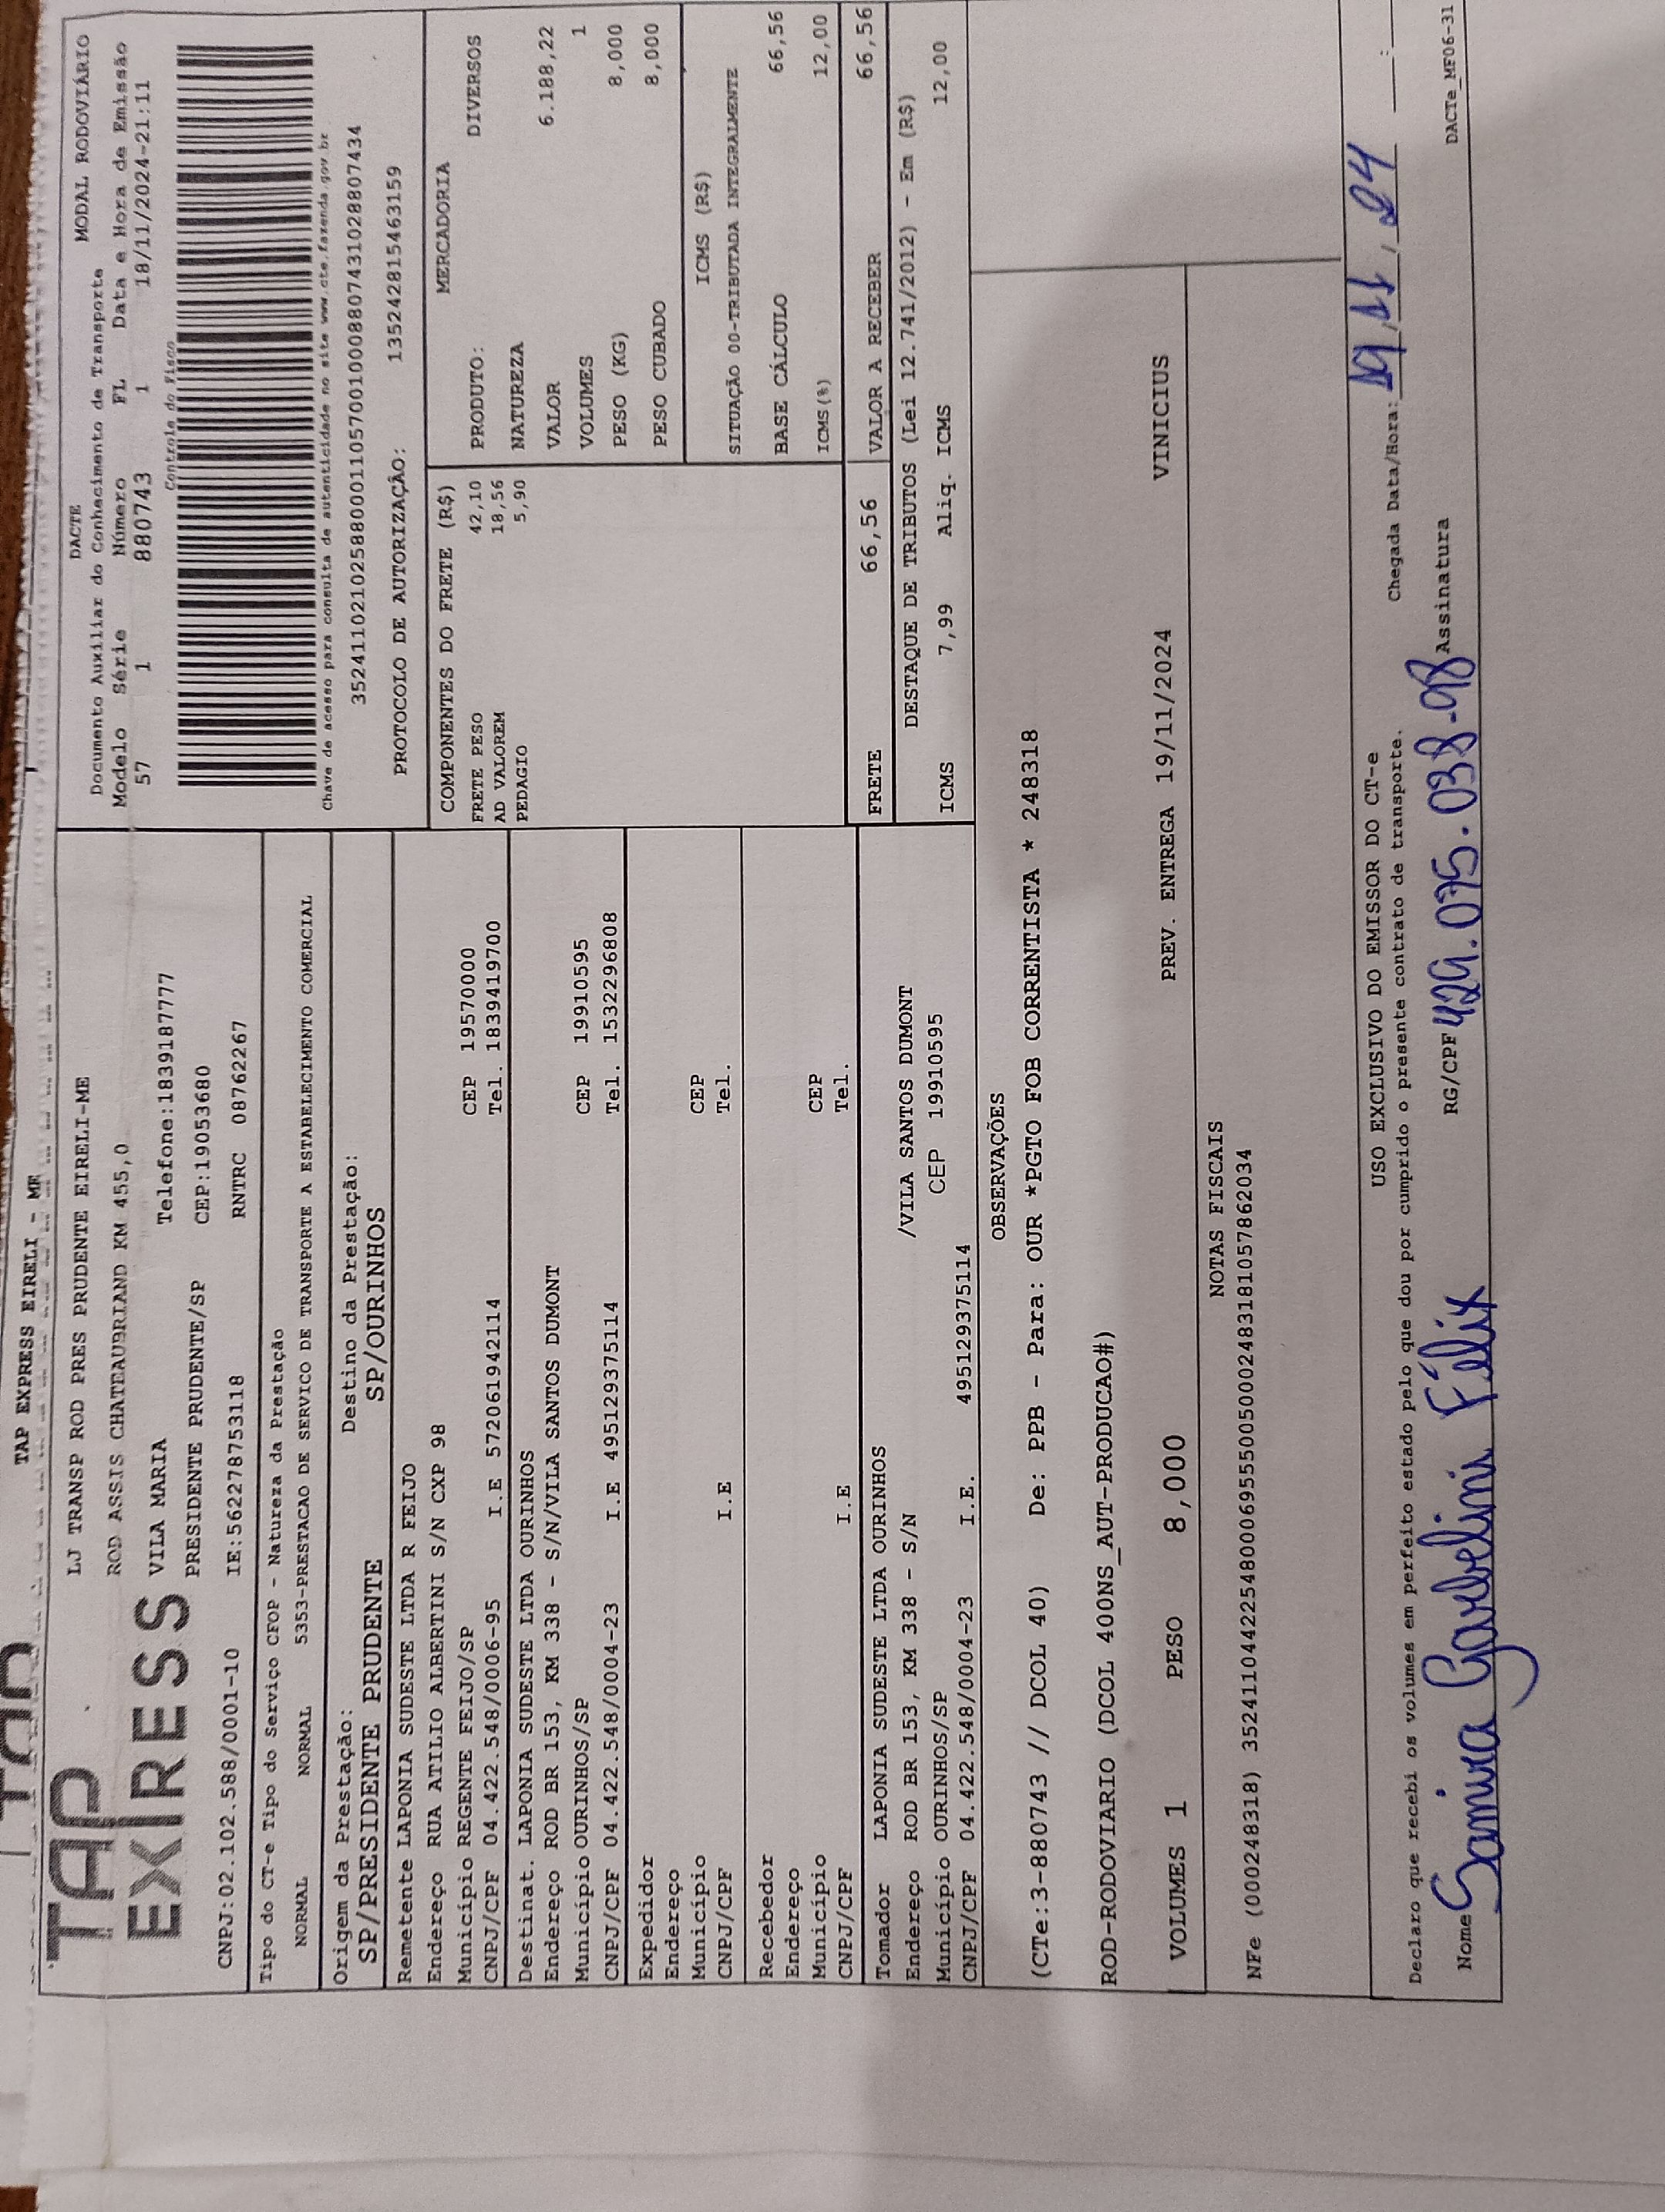 TAP EXPRESS EIRELI - ME
TAP
EXPRESS
LJ TRANSP ROD PRES PRUDENTE EIRELI-ME
ROD ASSIS CHATEAUBRIAND KM 455,0
VILA MARIA Telefone:1839187777
PRESIDENTE PRUDENTE/SP CEP:19053680
CNPJ:02.102.588/0001-10 IE:562278753118 RNTRC 08762267
DACTE MODAL RODOVIÁRIO
Documento Auxiliar do Conhecimento de Transporte
Modelo Série Número FL Data e Hora de Emissão
57 1 880743 1 18/11/2024-21:11
Controle do Fisco
Chave de acesso para consulta de autenticidade no site www.cte.fazenda.gov.br
35241102102588000110570010008807431028807434
PROTOCOLO DE AUTORIZAÇÃO: 135242815463159
Tipo do CT-e Tipo do Serviço CFOP - Natureza da Prestação
NORMAL NORMAL 5353-PRESTACAO DE SERVICO DE TRANSPORTE A ESTABELECIMENTO COMERCIAL
Origem da Prestação: Destino da Prestação:
SP/PRESIDENTE PRUDENTE SP/OURINHOS
Remetente LAPONIA SUDESTE LTDA R FEIJO
Endereço RUA ATILIO ALBERTINI S/N CXP 98
Município REGENTE FEIJO/SP CEP 19570000
CNPJ/CPF 04.422.548/0006-95 I.E 572061942114 Tel. 1839419700
Destinat. LAPONIA SUDESTE LTDA OURINHOS
Endereço ROD BR 153, KM 338 - S/N/VILA SANTOS DUMONT
Município OURINHOS/SP CEP 19910595
CNPJ/CPF 04.422.548/0004-23 I.E 495129375114 Tel. 1532296808
Expedidor
Endereço
Município CEP
CNPJ/CPF I.E Tel.
Recebedor
Endereço
Município CEP
CNPJ/CPF I.E Tel.
Tomador LAPONIA SUDESTE LTDA OURINHOS
Endereço ROD BR 153, KM 338 - S/N /VILA SANTOS DUMONT
Município OURINHOS/SP CEP 19910595
CNPJ/CPF 04.422.548/0004-23 I.E. 495129375114
COMPONENTES DO FRETE (R$)
FRETE PESO 42,10
AD VALOREM 18,56
PEDAGIO 5,90
MERCADORIA
PRODUTO: DIVERSOS
NATUREZA
VALOR 6.188,22
VOLUMES 1
PESO (KG) 8,000
PESO CUBADO 8,000
ICMS (R$)
SITUAÇÃO 00-TRIBUTADA INTEGRALMENTE
BASE CÁLCULO 66,56
ICMS(%) 12,00
FRETE 66,56 VALOR A RECEBER 66,56
DESTAQUE DE TRIBUTOS (Lei 12.741/2012) - Em (R$)
ICMS 7,99 Aliq. ICMS 12,00
OBSERVAÇÕES
(CTe:3-880743 // DCOL 40) De: PPB - Para: OUR *PGTO FOB CORRENTISTA * 248318
ROD-RODOVIARIO (DCOL 400NS_AUT-PRODUCAO#)
VOLUMES 1 PESO 8,000 PREV. ENTREGA 19/11/2024 VINICIUS
NOTAS FISCAIS
NFe (000248318) 35241104422548000695550050002483181057862034
USO EXCLUSIVO DO EMISSOR DO CT-e
Declaro que recebi os volumes em perfeito estado pelo que dou por cumprido o presente contrato de transporte. Chegada Data/Hora: 19/11/24 :
Nome Samira Garbelini Félix RG/CPF 429.075.038-98 Assinatura
DACTe_MF06-31